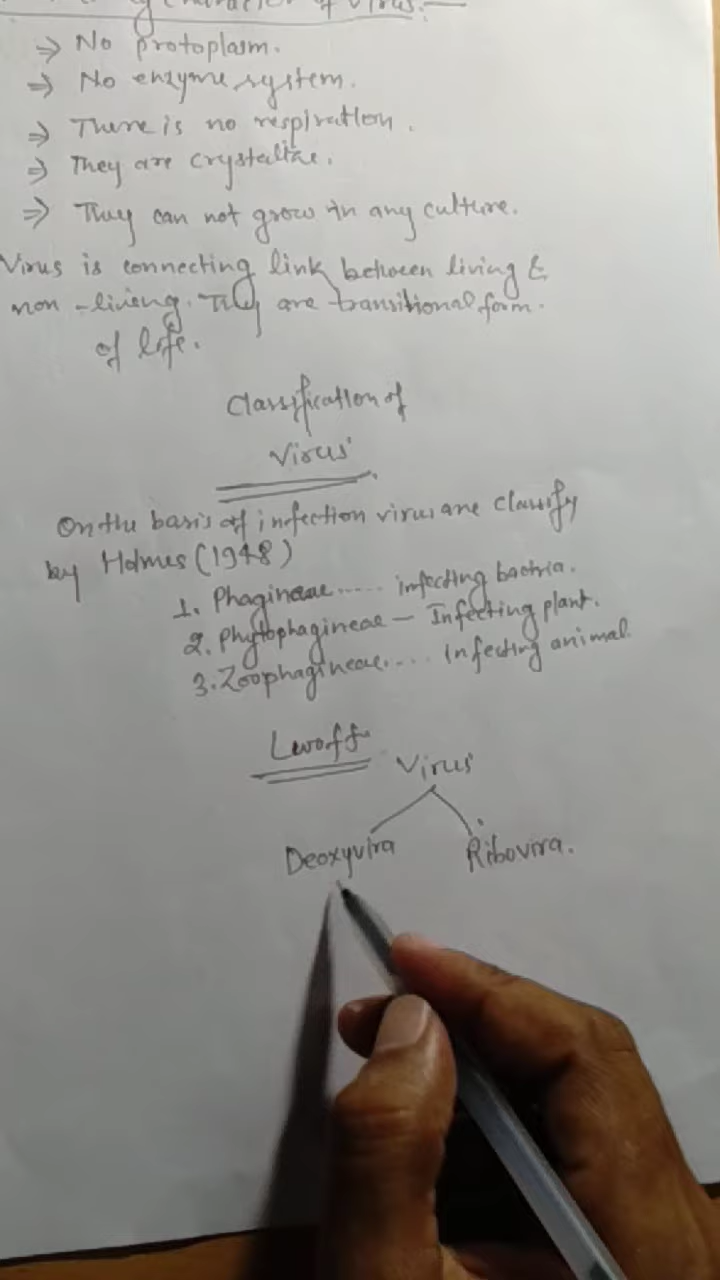 of Virus:—
⇒ No protoplasm.
⇒ No enzyme system.
⇒ There is no respiration.
⇒ They are crystallize.
⇒ They can not grow in any culture.
Virus is connecting link between living &
non-living. They are transitional form.
of life.
Classification of
Virus
On the basis of infection virus are classify
by Holmes (1948)
1. Phagineae..... infecting bactria.
2. Phytophagineae — Infecting plant.
3. Zoophagineae.... Infecting animal.
Lwoff
Virus
Deoxyvira Ribovira.